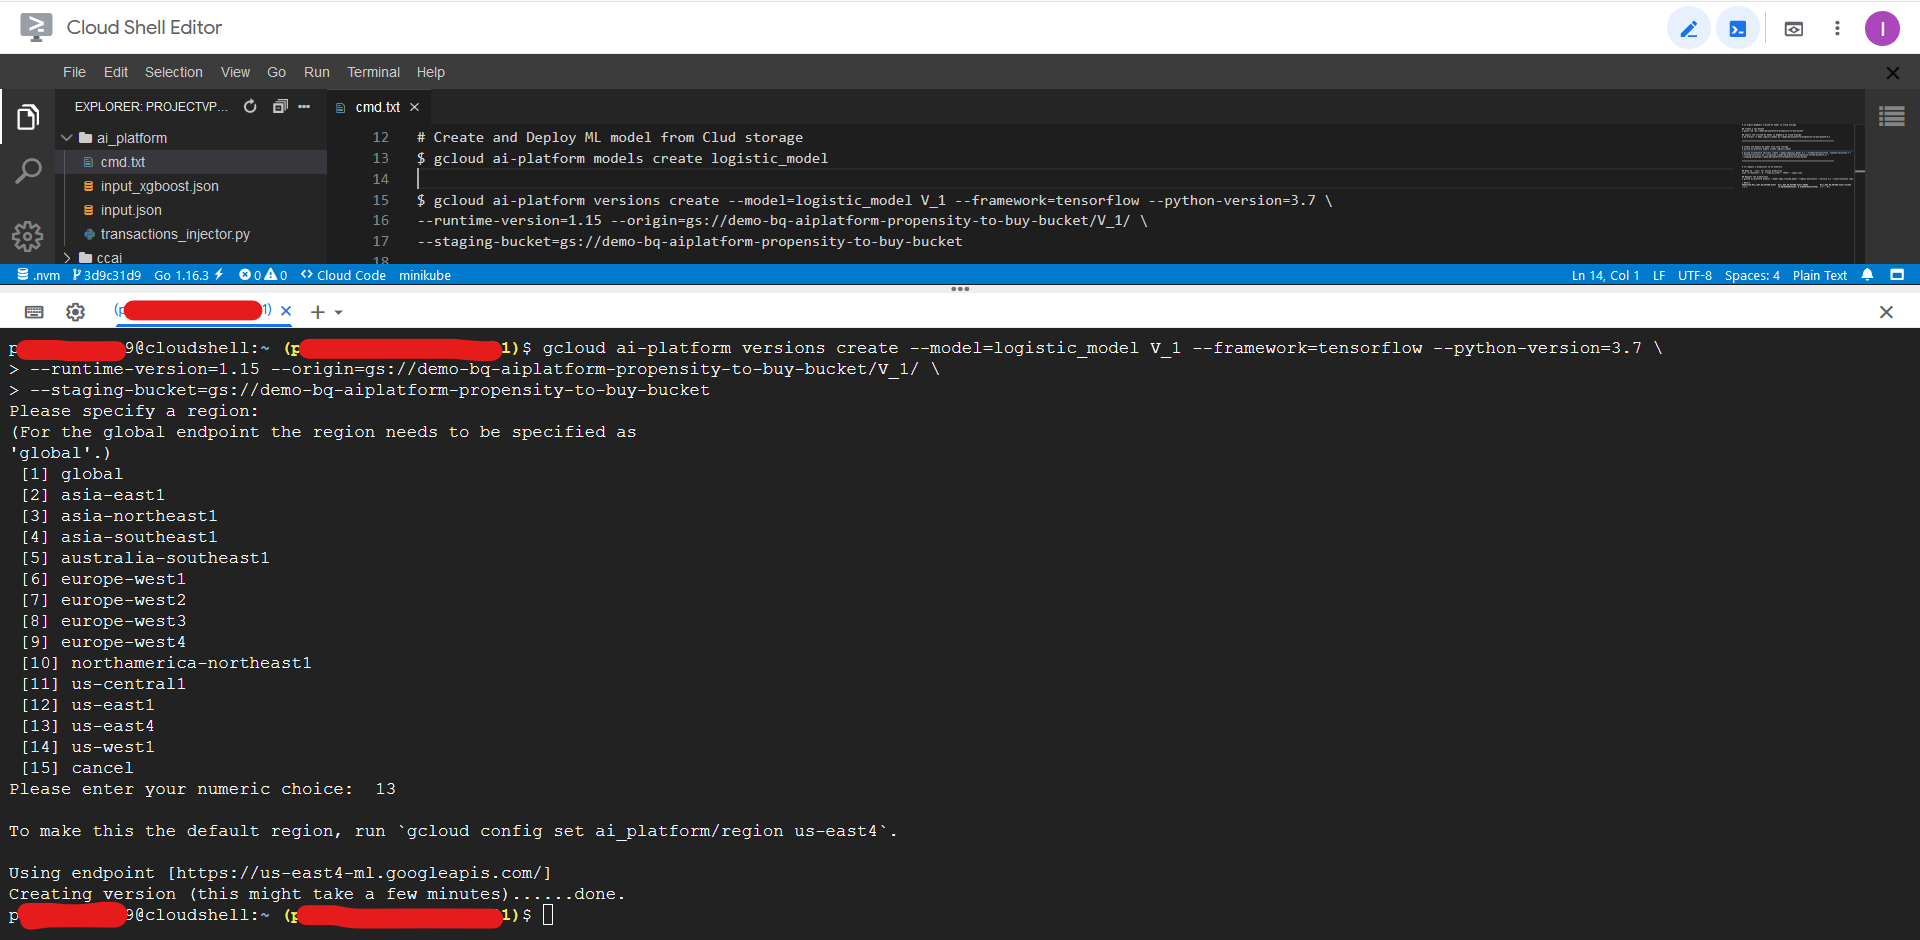 Cloud Shell Editor
I
File Edit Selection View Go Run Terminal Help
EXPLORER: PROJECTVP...
cmd.txt
ai_platform
cmd.txt
input_xgboost.json
input.json
transactions_injector.py
ccai
12 # Create and Deploy ML model from Clud storage
13 $ gcloud ai-platform models create logistic_model
14
15 $ gcloud ai-platform versions create --model=logistic_model V_1 --framework=tensorflow --python-version=3.7 \
16 --runtime-version=1.15 --origin=gs://demo-bq-aiplatform-propensity-to-buy-bucket/V_1/ \
17 --staging-bucket=gs://demo-bq-aiplatform-propensity-to-buy-bucket
18
.nvm 3d9c31d9 Go 1.16.3 0 0 Cloud Code minikube Ln 14, Col 1 LF UTF-8 Spaces: 4 Plain Text
(p 1)
p 9@cloudshell:~ (p 1)$ gcloud ai-platform versions create --model=logistic_model V_1 --framework=tensorflow --python-version=3.7 \
> --runtime-version=1.15 --origin=gs://demo-bq-aiplatform-propensity-to-buy-bucket/V_1/ \
> --staging-bucket=gs://demo-bq-aiplatform-propensity-to-buy-bucket
Please specify a region:
(For the global endpoint the region needs to be specified as
'global'.)
[1] global
[2] asia-east1
[3] asia-northeast1
[4] asia-southeast1
[5] australia-southeast1
[6] europe-west1
[7] europe-west2
[8] europe-west3
[9] europe-west4
[10] northamerica-northeast1
[11] us-central1
[12] us-east1
[13] us-east4
[14] us-west1
[15] cancel
Please enter your numeric choice:  13
To make this the default region, run `gcloud config set ai_platform/region us-east4`.
Using endpoint [https://us-east4-ml.googleapis.com/]
Creating version (this might take a few minutes)......done.
p 9@cloudshell:~ (p 1)$